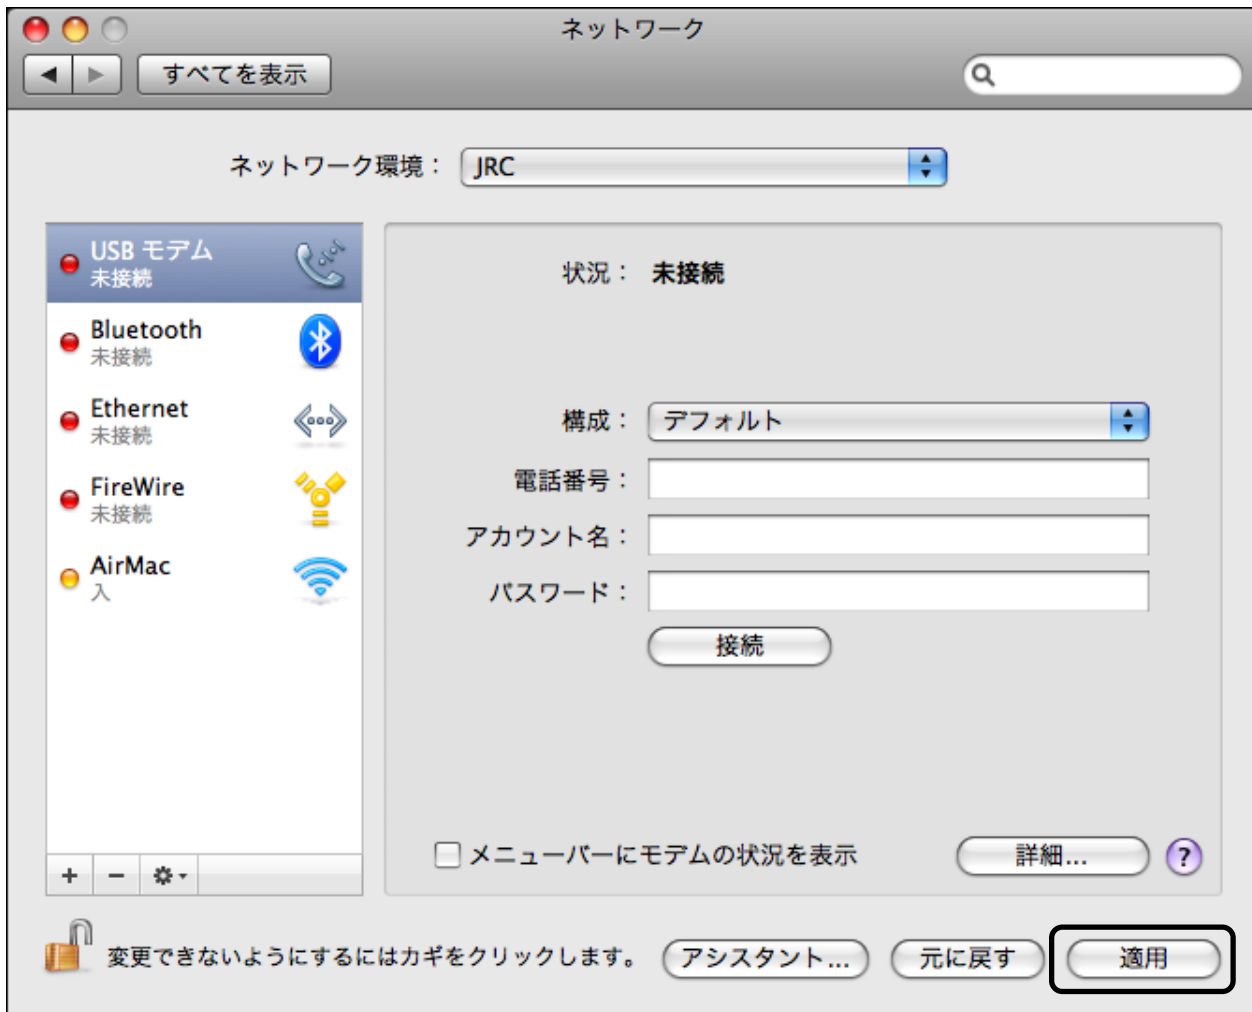 ネットワーク
すべてを表示
ネットワーク環境： JRC
USB モデム
未接続
Bluetooth
未接続
Ethernet
未接続
FireWire
未接続
AirMac
入
状況： 未接続
構成： デフォルト
電話番号：
アカウント名：
パスワード：
接続
メニューバーにモデムの状況を表示
詳細...
?
変更できないようにするにはカギをクリックします。
アシスタント...
元に戻す
適用